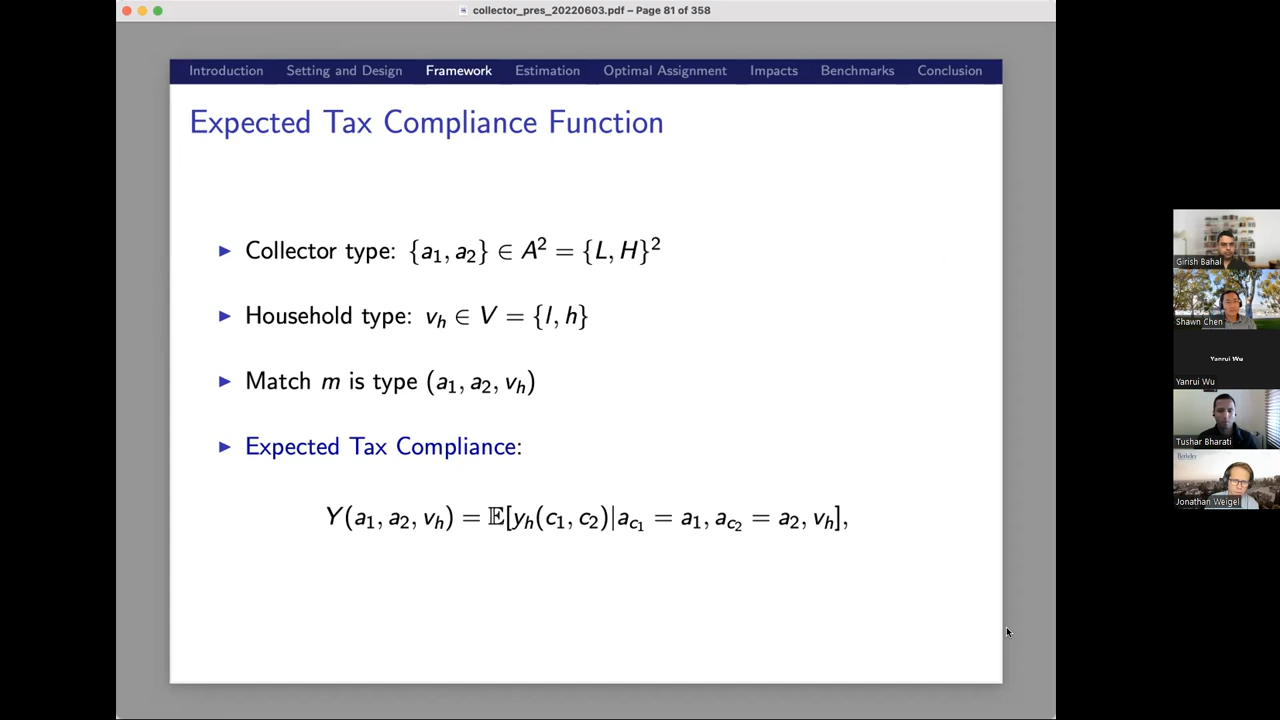 collector_pres_20220603.pdf – Page 81 of 358
Introduction Setting and Design Framework Estimation Optimal Assignment Impacts Benchmarks Conclusion
Expected Tax Compliance Function
▶ Collector type: {a₁, a₂} ∈ A² = {L, H}²
▶ Household type: vₕ ∈ V = {l, h}
▶ Match m is type (a₁, a₂, vₕ)
▶ Expected Tax Compliance:
Y(a₁, a₂, vₕ) = 𝔼[yₕ(c₁, c₂)|a_c₁ = a₁, a_c₂ = a₂, vₕ],
Girish Bahal
Shawn Chen
Yanrui Wu
Yanrui Wu
Tushar Bharati
Berkeley
Jonathan Weigel